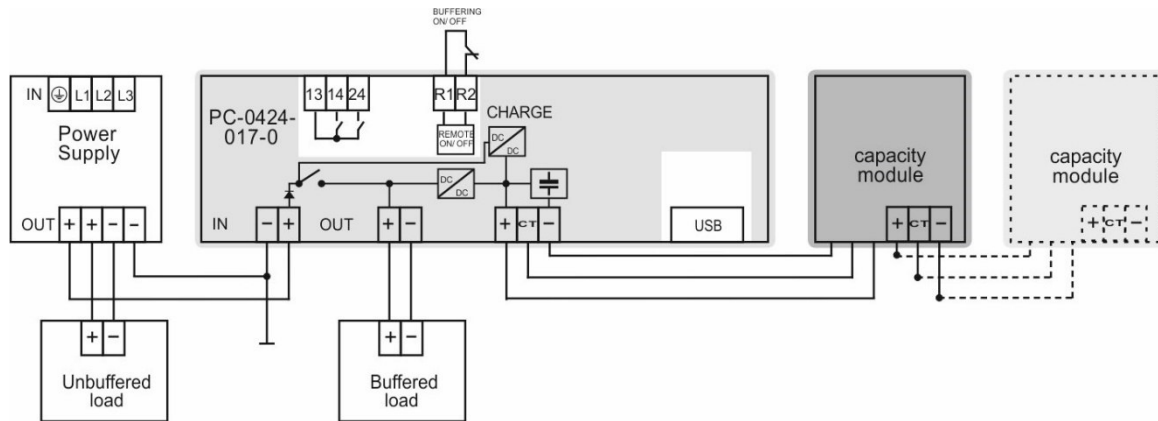 BUFFERING
ON/ OFF
IN L1 L2 L3
Power
Supply
OUT + + − −
PC-0424-
017-0
13 14 24
R1 R2
REMOTE
ON/ OFF
CHARGE
DC
DC
DC
DC
IN − +
OUT + −
+ CT −
USB
capacity
module
+ CT −
capacity
module
+ CT −
+ −
Unbuffered
load
+ −
Buffered
load